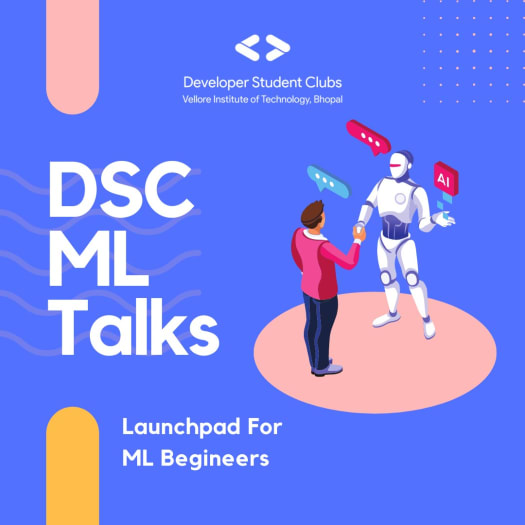 Developer Student Clubs
Vellore Institute of Technology, Bhopal
DSC
ML
Talks
AI
Launchpad For
ML Begineers